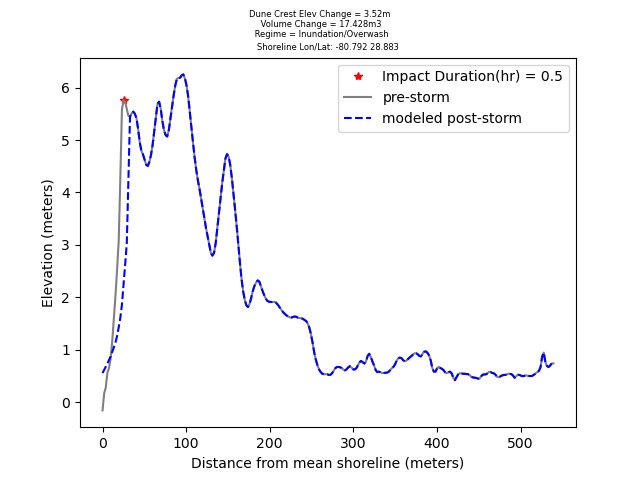 Dune Crest Elev Change = 3.52m
Volume Change = 17.428m3
Regime = Inundation/Overwash
Shoreline Lon/Lat: -80.792 28.883
Impact Duration(hr) = 0.5
pre-storm
modeled post-storm
6
5
4
3
2
1
0
Elevation (meters)
0 100 200 300 400 500
Distance from mean shoreline (meters)